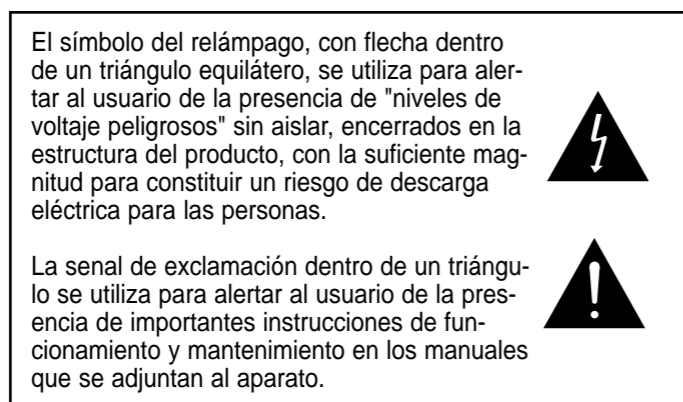 El símbolo del relámpago, con flecha dentro
de un triángulo equilátero, se utiliza para aler-
tar al usuario de la presencia de "niveles de
voltaje peligrosos" sin aislar, encerrados en la
estructura del producto, con la suficiente mag-
nitud para constituir un riesgo de descarga
eléctrica para las personas.
La senal de exclamación dentro de un triángu-
lo se utiliza para alertar al usuario de la pres-
encia de importantes instrucciones de fun-
cionamiento y mantenimiento en los manuales
que se adjuntan al aparato.